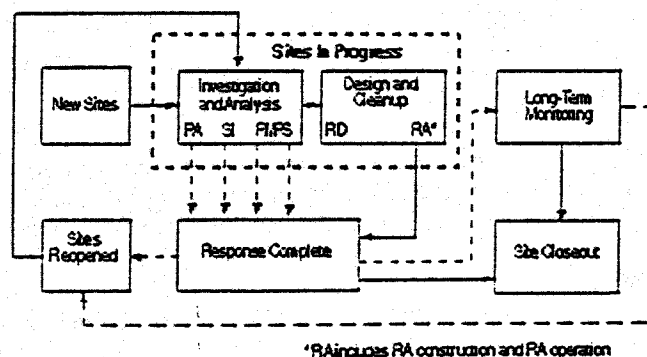 Sites In Progress
New Sites
Investigation
and Analysis
PA SI RI/FS
Design and
Cleanup
RD RA*
Long-Term
Monitoring
Sites
Reopened
Response Complete
Site Closeout
*RA includes RA construction and RA operation